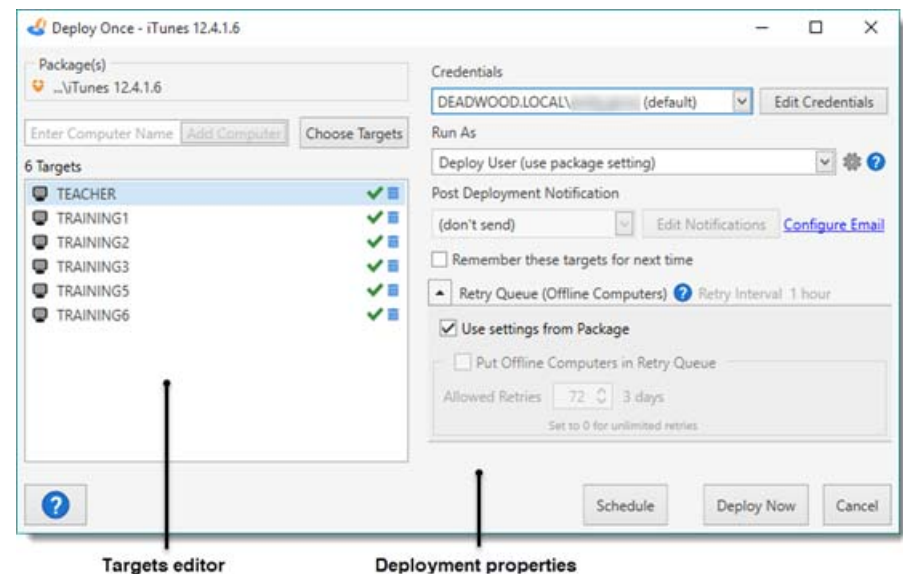 Deploy Once - iTunes 12.4.1.6
Package(s)
...\iTunes 12.4.1.6
Enter Computer Name Add Computer Choose Targets
6 Targets
TEACHER
TRAINING1
TRAINING2
TRAINING3
TRAINING5
TRAINING6
Credentials
DEADWOOD.LOCAL\ (default) Edit Credentials
Run As
Deploy User (use package setting)
Post Deployment Notification
(don't send) Edit Notifications Configure Email
Remember these targets for next time
Retry Queue (Offline Computers) ? Retry Interval 1 hour
Use settings from Package
Put Offline Computers in Retry Queue
Allowed Retries 72 3 days
Set to 0 for unlimited retries
Schedule Deploy Now Cancel
Targets editor
Deployment properties